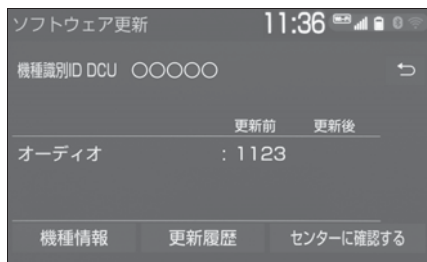 ソフトウェア更新 11:36
機種識別ID DCU ○○○○○
更新前 更新後
オーディオ : 1123
機種情報 更新履歴 センターに確認する